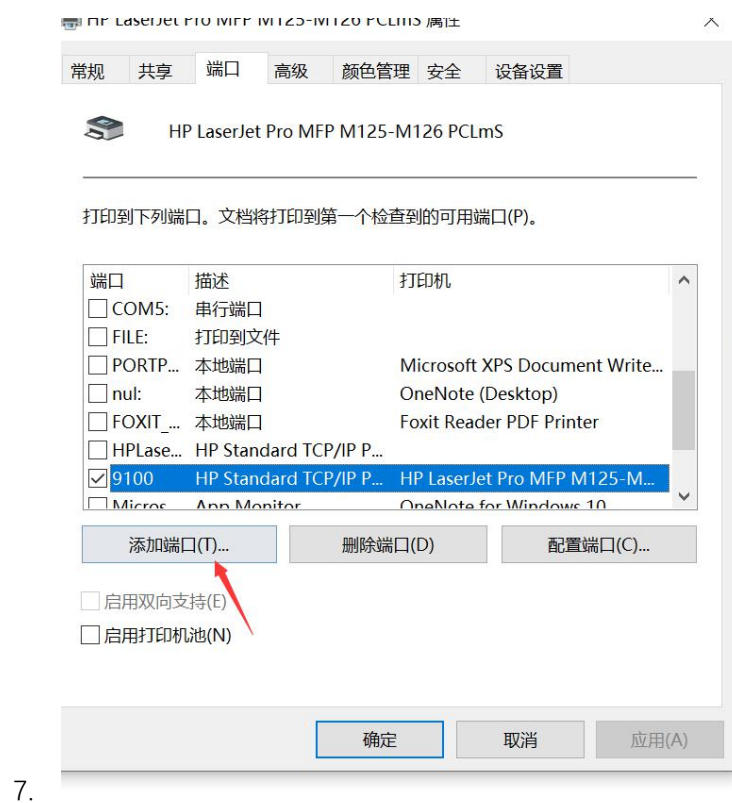 HP LaserJet Pro MFP M125-M126 PCLmS 属性
常规 共享 端口 高级 颜色管理 安全 设备设置
HP LaserJet Pro MFP M125-M126 PCLmS
打印到下列端口。文档将打印到第一个检查到的可用端口(P)。
端口 描述 打印机
COM5: 串行端口
FILE: 打印到文件
PORTP... 本地端口 Microsoft XPS Document Write...
nul: 本地端口 OneNote (Desktop)
FOXIT_... 本地端口 Foxit Reader PDF Printer
HPLase... HP Standard TCP/IP P...
9100 HP Standard TCP/IP P... HP LaserJet Pro MFP M125-M...
Micros... App Monitor OneNote for Windows 10
添加端口(T)... 删除端口(D) 配置端口(C)...
启用双向支持(E)
启用打印机池(N)
确定 取消 应用(A)
7.